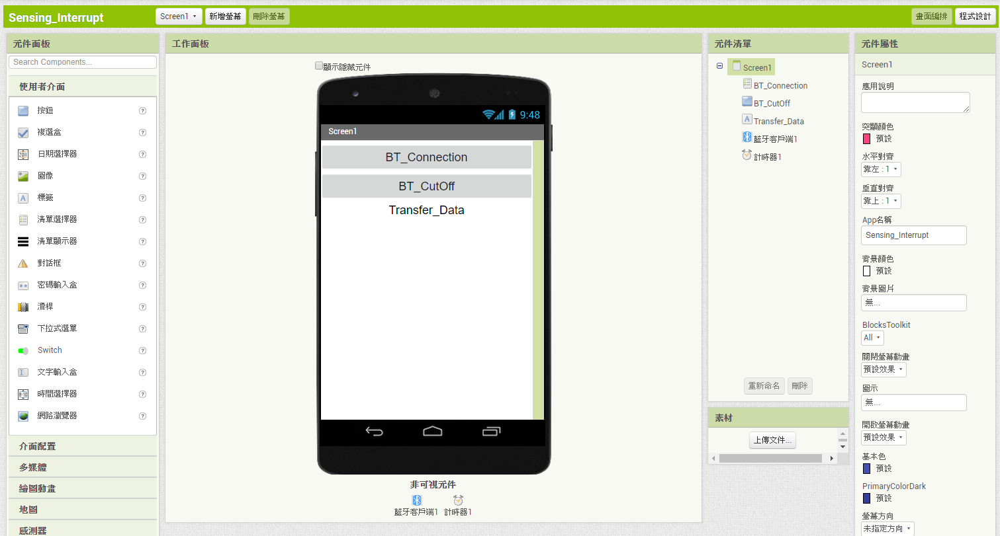 Sensing_Interrupt
Screen1
新增螢幕
刪除螢幕
畫面編排
程式設計
元件面板
Search Components...
使用者介面
按鈕
複選盒
日期選擇器
圖像
標籤
清單選擇器
清單顯示器
對話框
密碼輸入盒
滑桿
下拉式選單
Switch
文字輸入盒
時間選擇器
網路瀏覽器
介面配置
多媒體
繪圖動畫
地圖
感測器
工作面板
顯示隱藏元件
9:48
Screen1
BT_Connection
BT_CutOff
Transfer_Data
非可視元件
藍牙客戶端1
計時器1
元件清單
Screen1
BT_Connection
BT_CutOff
Transfer_Data
藍牙客戶端1
計時器1
重新命名
刪除
素材
上傳文件...
元件屬性
Screen1
應用說明
突顯顏色
預設
水平對齊
靠左 : 1
垂直對齊
靠上 : 1
App名稱
Sensing_Interrupt
背景顏色
預設
背景圖片
無...
BlocksToolkit
All
關閉螢幕動畫
預設效果
圖示
無...
開啟螢幕動畫
預設效果
基本色
預設
PrimaryColorDark
預設
螢幕方向
未指定方向